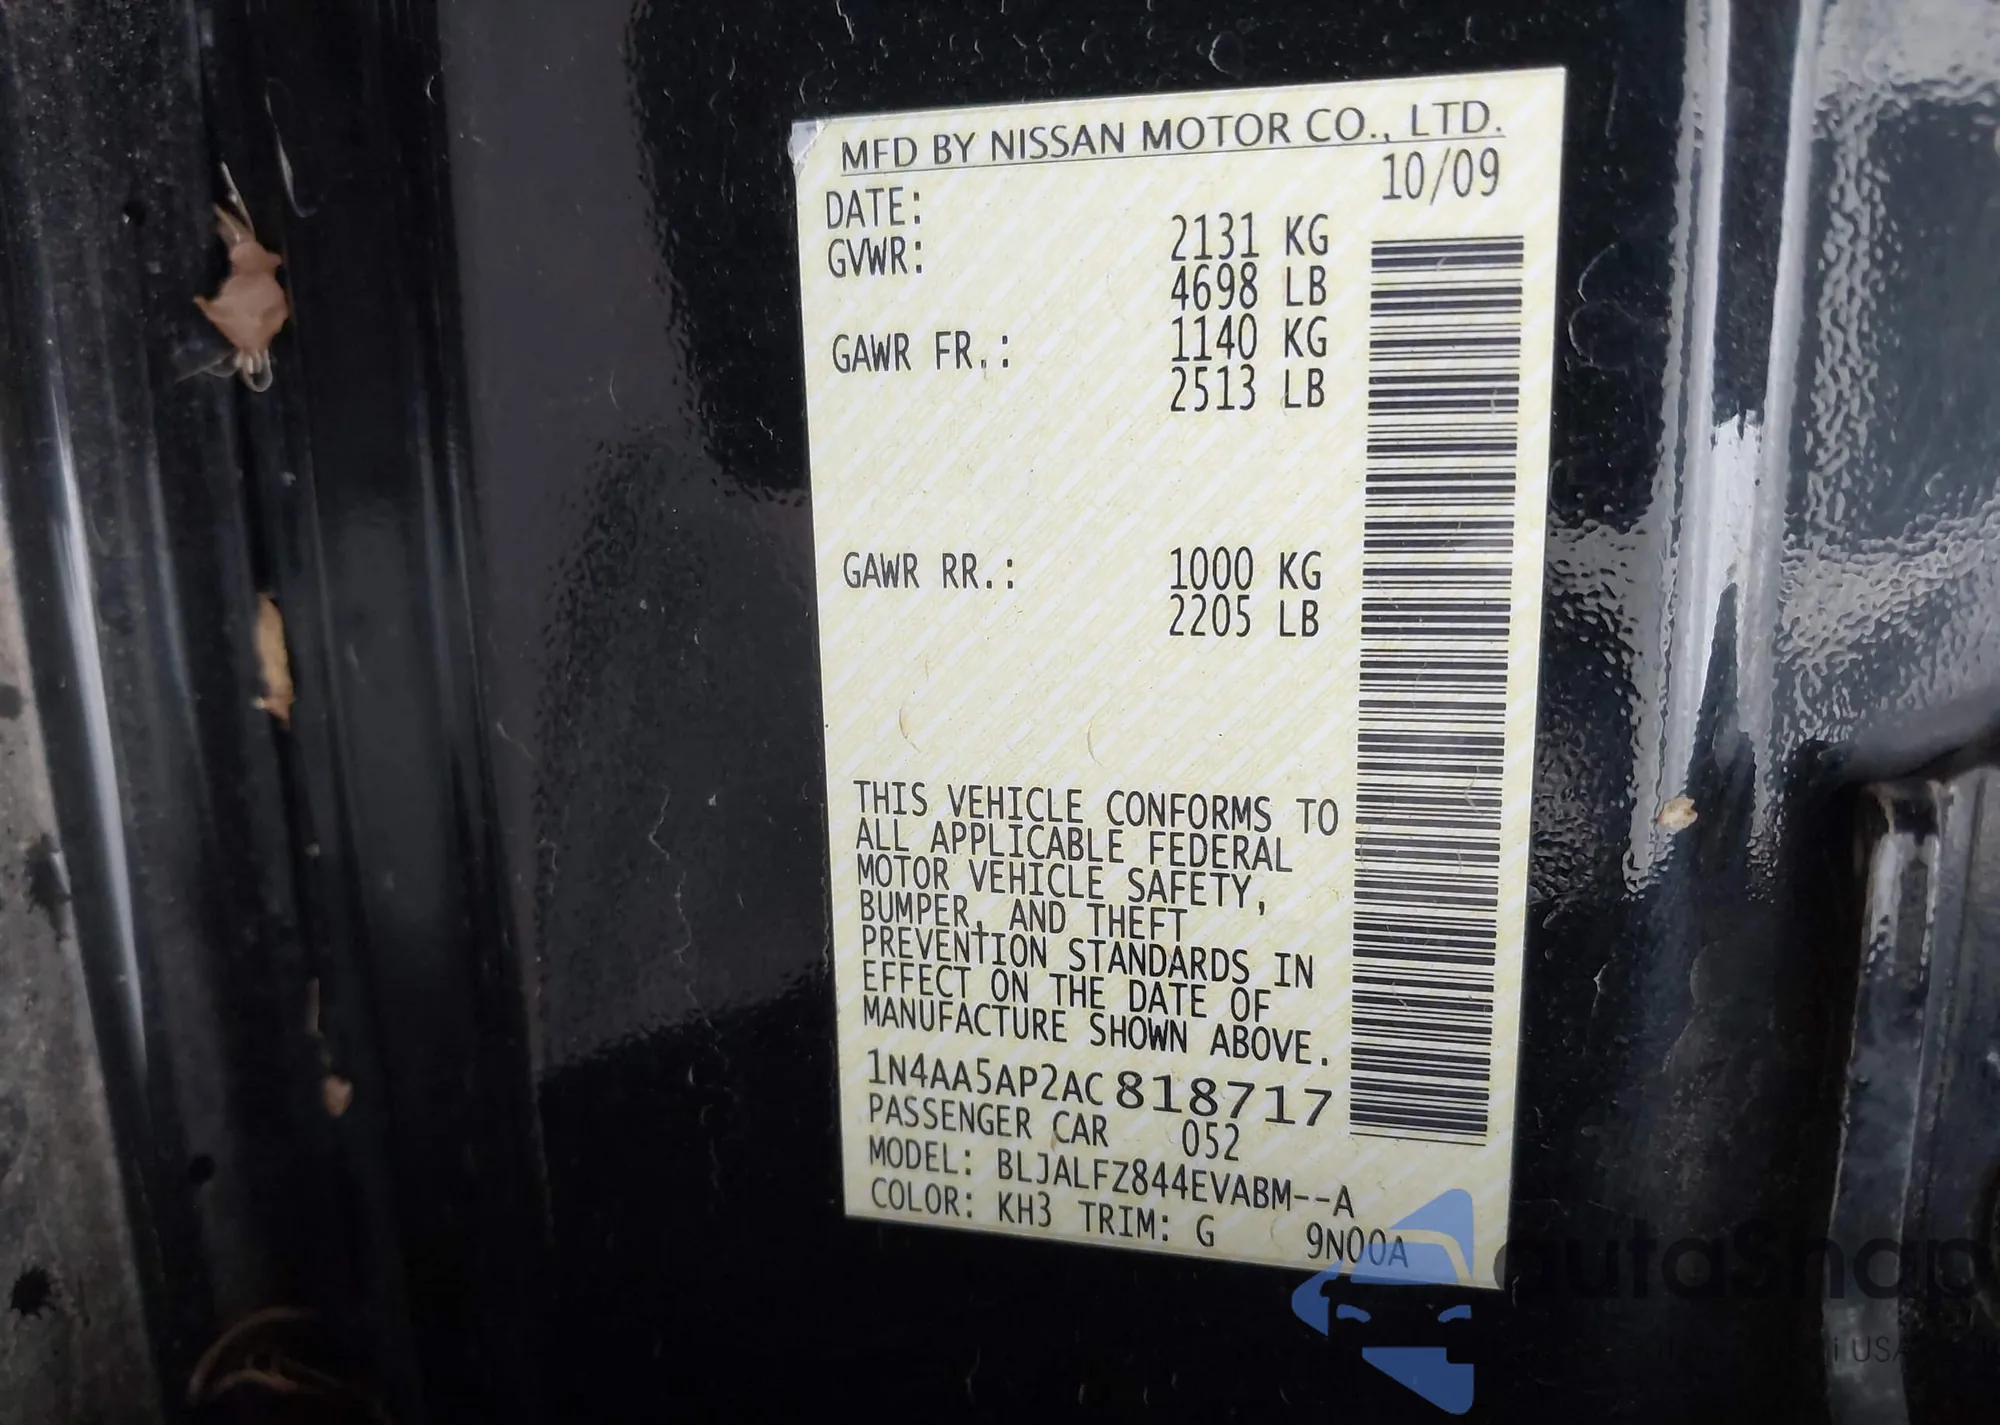 MFD BY NISSAN MOTOR CO., LTD.
DATE: 10/09
GVWR: 2131 KG
4698 LB
GAWR FR.: 1140 KG
2513 LB
GAWR RR.: 1000 KG
2205 LB
THIS VEHICLE CONFORMS TO
ALL APPLICABLE FEDERAL
MOTOR VEHICLE SAFETY,
BUMPER, AND THEFT
PREVENTION STANDARDS IN
EFFECT ON THE DATE OF
MANUFACTURE SHOWN ABOVE.
1N4AA5AP2AC818717
PASSENGER CAR 052
MODEL: BLJALFZ844EVABM--A
COLOR: KH3 TRIM: G 9N00A
autaSnap
USA